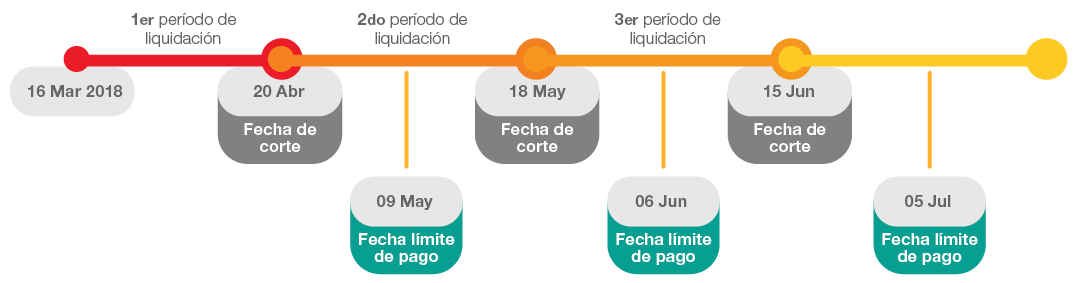 1er período de
liquidación
2do período de
liquidación
3er período de
liquidación
16 Mar 2018
20 Abr
Fecha de
corte
18 May
Fecha de
corte
15 Jun
Fecha de
corte
09 May
Fecha límite
de pago
06 Jun
Fecha límite
de pago
05 Jul
Fecha límite
de pago